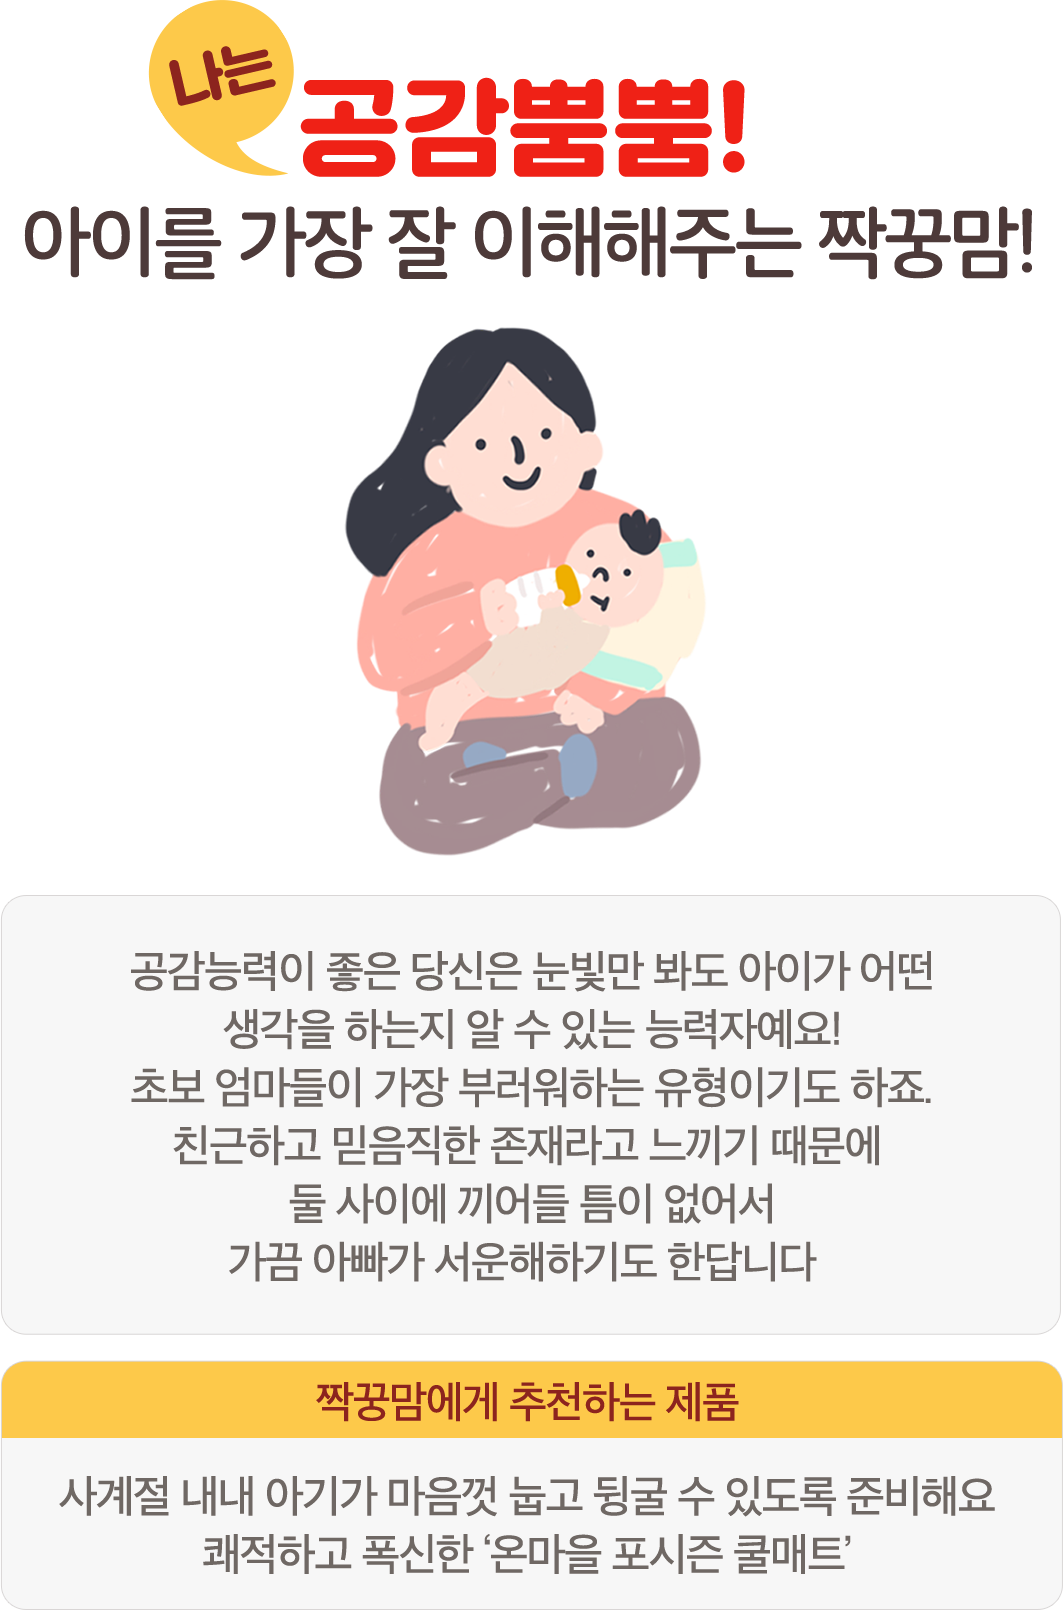 나는
공감뿜뿜!
아이를 가장 잘 이해해주는 짝꿍맘!
공감능력이 좋은 당신은 눈빛만 봐도 아이가 어떤
생각을 하는지 알 수 있는 능력자예요!
초보 엄마들이 가장 부러워하는 유형이기도 하죠.
친근하고 믿음직한 존재라고 느끼기 때문에
둘 사이에 끼어들 틈이 없어서
가끔 아빠가 서운해하기도 한답니다
짝꿍맘에게 추천하는 제품
사계절 내내 아기가 마음껏 눕고 뒹굴 수 있도록 준비해요
쾌적하고 폭신한 ‘온마을 포시즌 쿨매트’